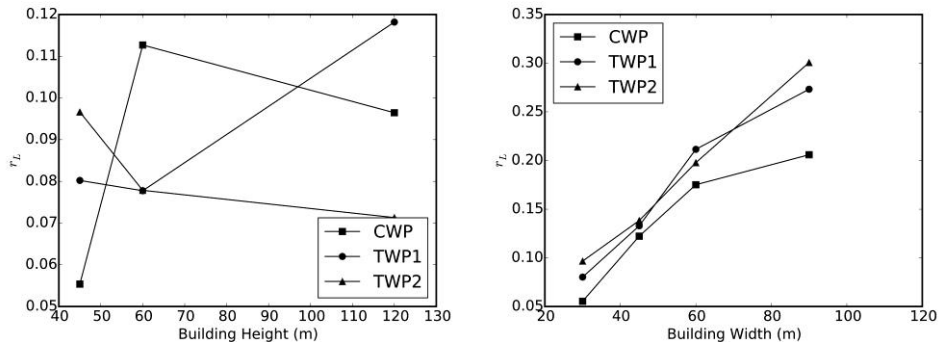 0.12
0.11
0.10
0.09
0.08
0.07
0.06
0.05
r_L
40 50 60 70 80 90 100 110 120 130
Building Height (m)
CWP
TWP1
TWP2
0.35
0.30
0.25
0.20
0.15
0.10
0.05
r_L
20 40 60 80 100 120
Building Width (m)
CWP
TWP1
TWP2